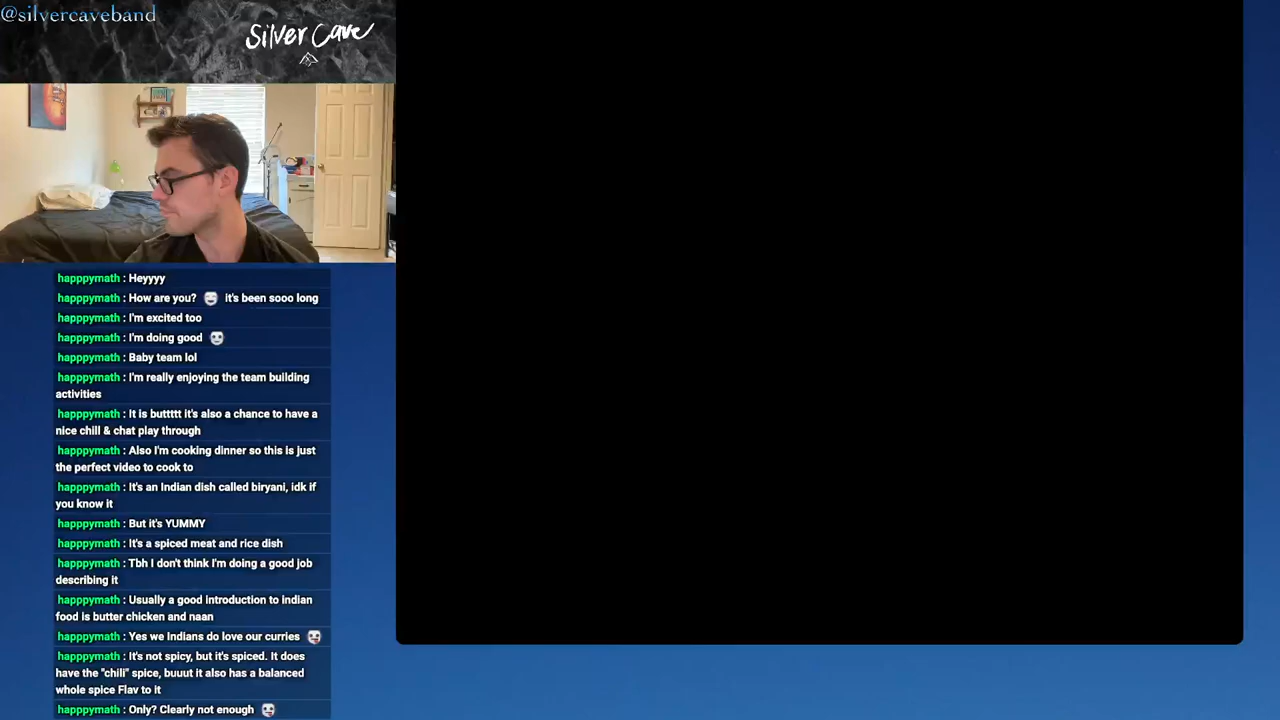 @silvercaveband
Silver Cave
happpymath : Heyyyy
happpymath : How are you? it's been sooo long
happpymath : I'm excited too
happpymath : I'm doing good
happpymath : Baby team lol
happpymath : I'm really enjoying the team building
activities
happpymath : It is buttttt it's also a chance to have a
nice chill & chat play through
happpymath : Also I'm cooking dinner so this is just
the perfect video to cook to
happpymath : It's an Indian dish called biryani, idk if
you know it
happpymath : But it's YUMMY
happpymath : It's a spiced meat and rice dish
happpymath : Tbh I don't think I'm doing a good job
describing it
happpymath : Usually a good introduction to indian
food is butter chicken and naan
happpymath : Yes we Indians do love our curries
happpymath : It's not spicy, but it's spiced. It does
have the "chili" spice, buuut it also has a balanced
whole spice Flav to it
happpymath : Only? Clearly not enough